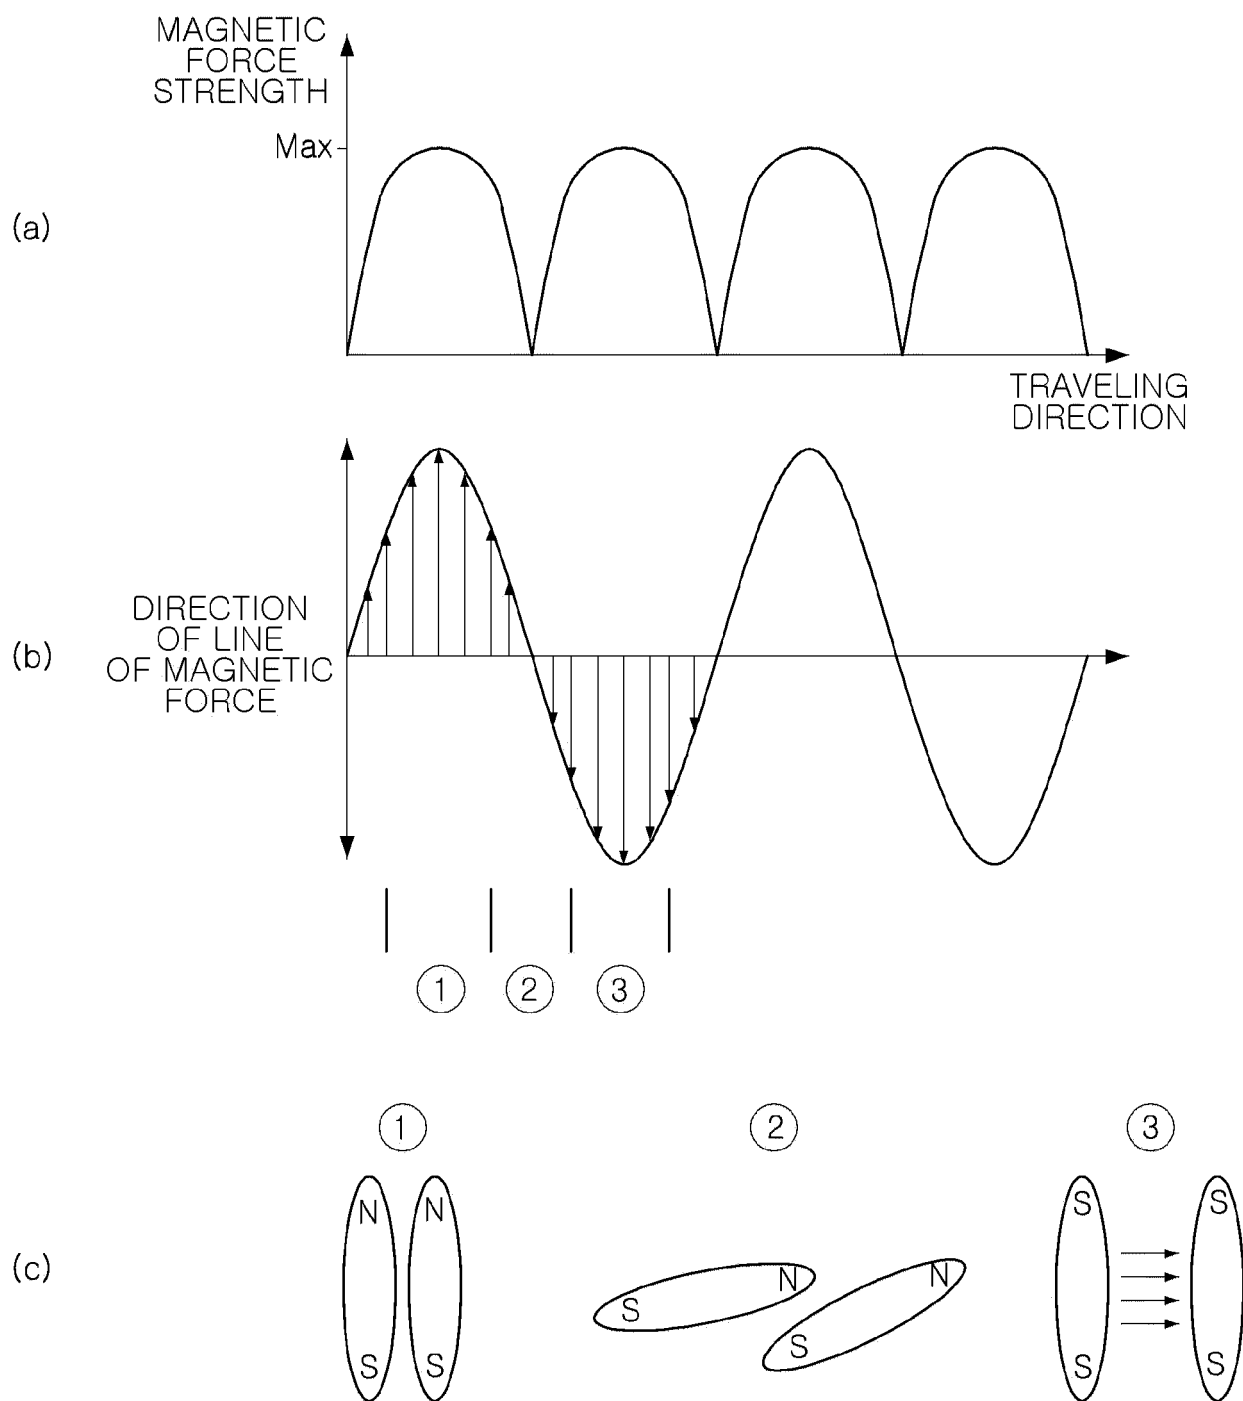 MAGNETIC
FORCE
STRENGTH
Max
(a)
TRAVELING
DIRECTION
DIRECTION
OF LINE
OF MAGNETIC
FORCE
(b)
① ② ③
① ② ③
N N S S
N N
(c)
S S
S S S S